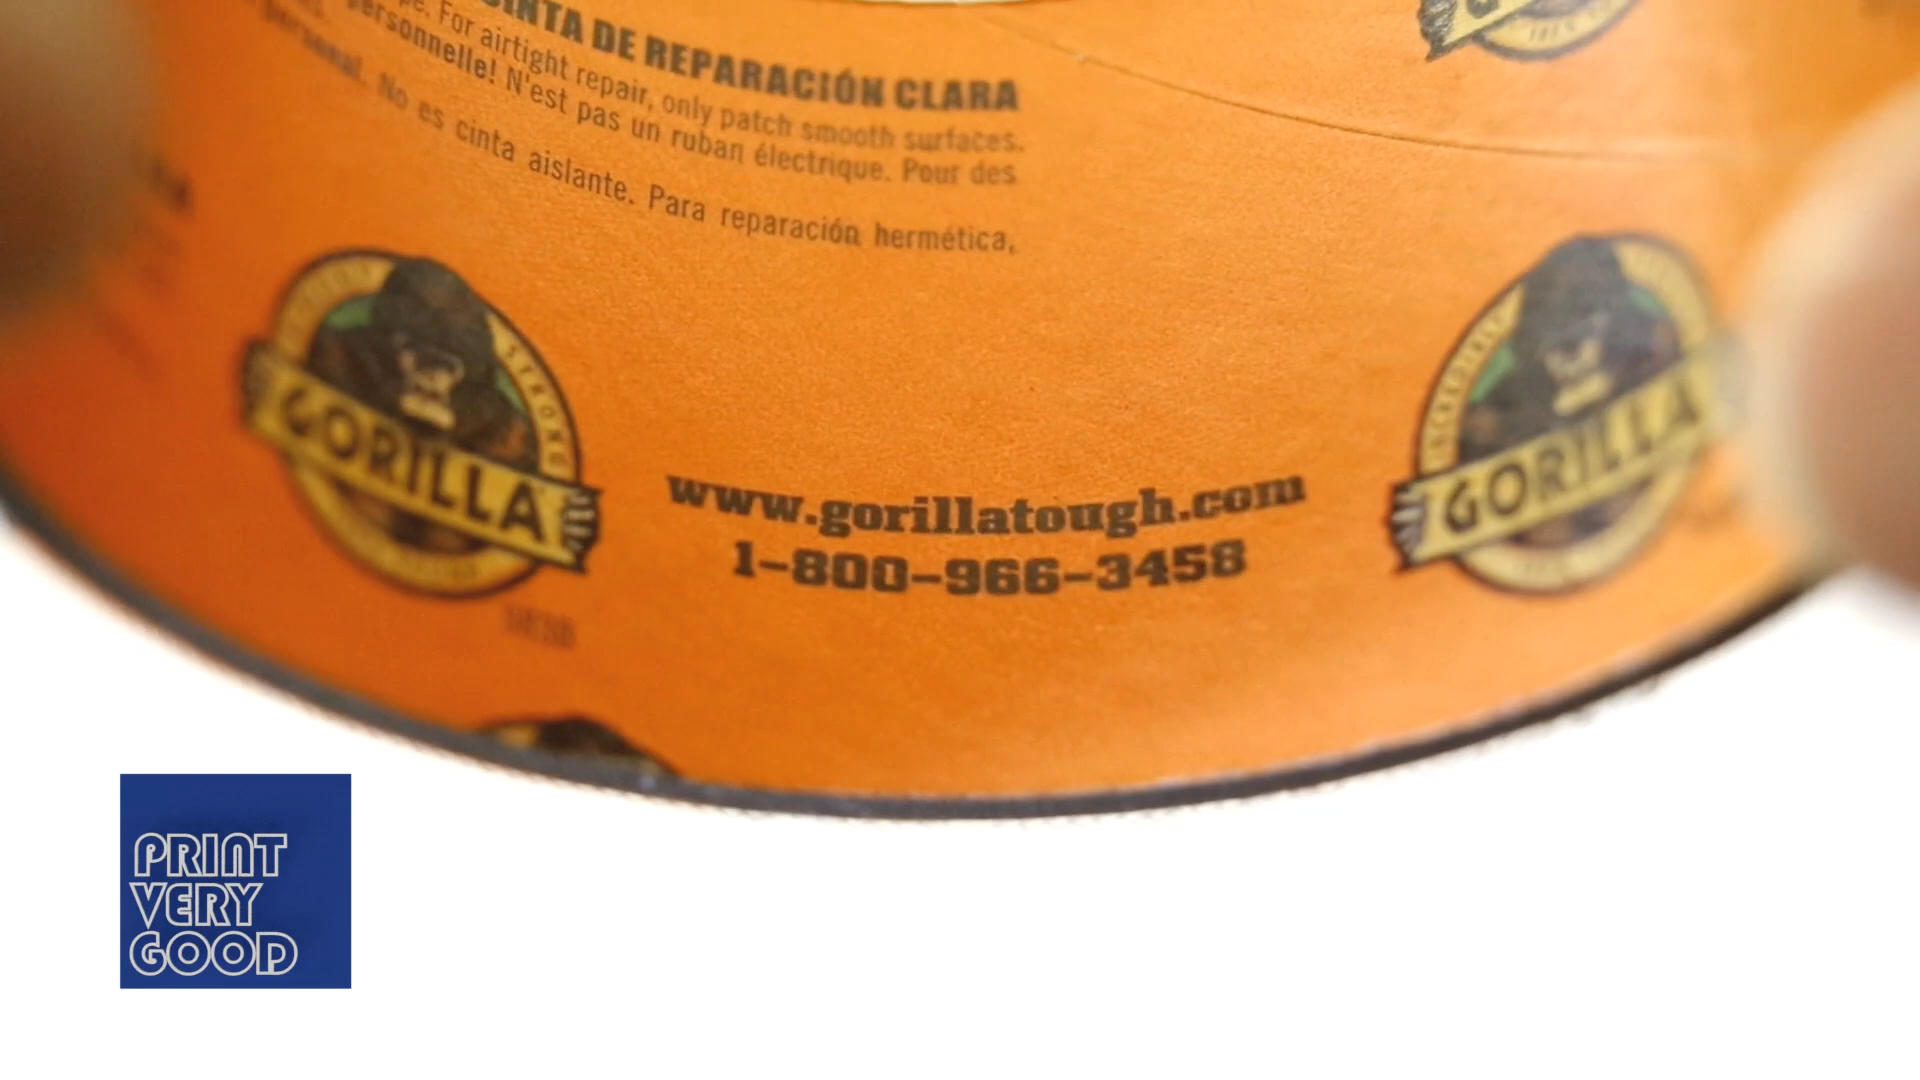 CINTA DE REPARACIÓN CLARA
For airtight repair, only patch smooth surfaces.
personnelle! N'est pas un ruban électrique. Pour des
personal. No es cinta aislante. Para reparación hermética,
STRONG
GORILLA
GORILLA
www.gorillatough.com
1-800-966-3458
PRINT
VERY
GOOD